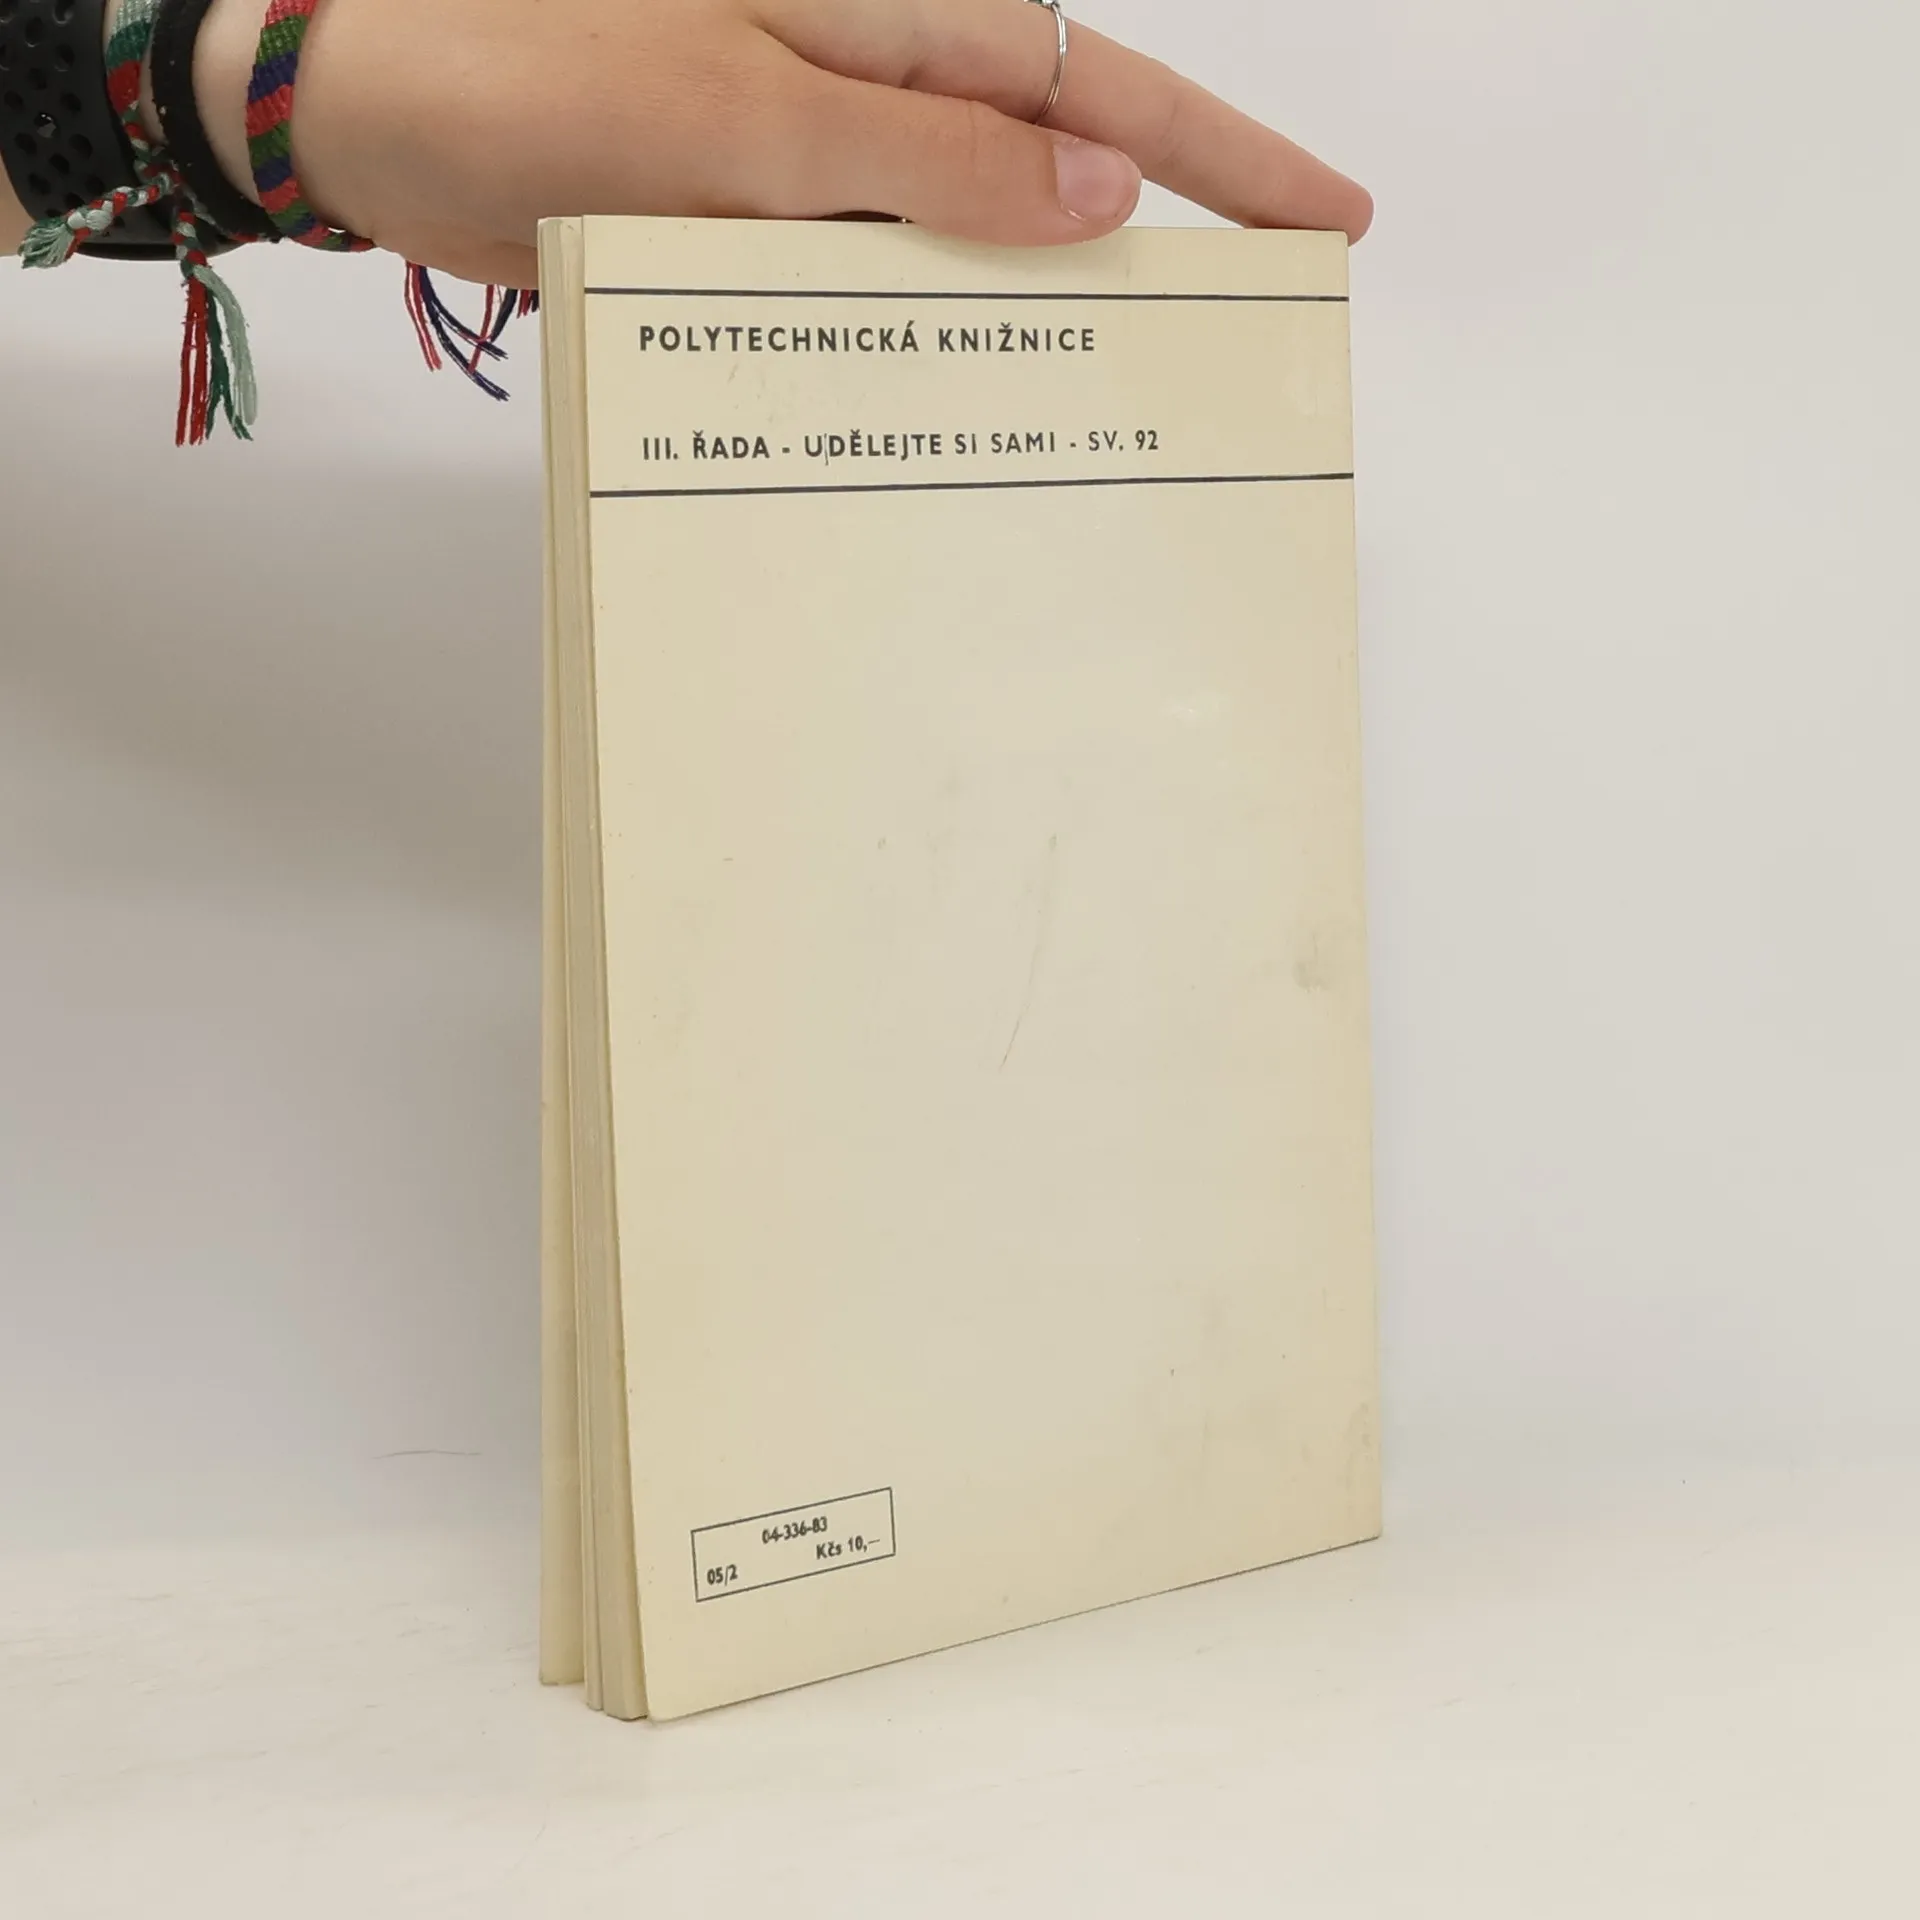 POLYTECHNICKÁ KNIŽNICE
III. ŘADA - UDĚLEJTE SI SAMI - SV. 92
04-336-83
05/2 Kčs 10,—